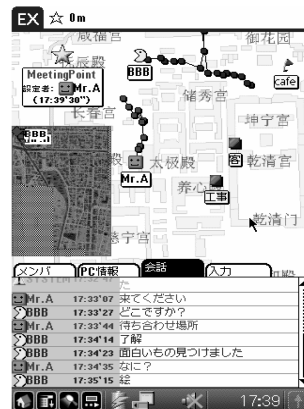 EX ☆ 0m
咸福宫
御花园
辰殿
MeetingPoint
設定者: Mr.A
(17:39'30")
BBB
cafe
长春宫
储秀宫
坤宁宫
BBB
殿
太极殿
Mr.A
客
乾清宫
养心
工事
乾清门
慈宁宫
メンバ PC情報 会話 入力
た
Mr.A 17:33'07 来てください
BBB 17:33'27 どこですか?
Mr.A 17:33'44 待ち合わせ場所
BBB 17:34'14 了解
BBB 17:34'23 面白いもの見つけました
Mr.A 17:34'35 なに?
BBB 17:35'15 絵
17:39